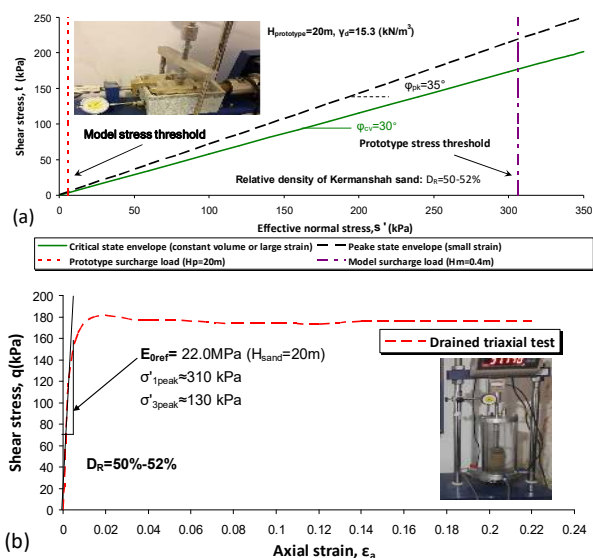 H prototype=20m, γd=15.3 (kN/m³)
250
200
150
100
50
0
Shear stress, t (kPa)
φpk=35°
Model stress threshold
φcv=30°
Prototype stress threshold
Relative density of Kermanshah sand: DR=50-52%
0 50 100 150 200 250 300 350
(a)
Effective normal stress,s' (kPa)
Critical state envelope (constant volume or large strain)
Peake state envelope (small strain)
Prototype surcharge load (Hp=20m)
Model surcharge load (Hm=0.4m)
200
180
160
140
120
100
80
60
40
20
0
Shear stress, q(kPa)
Drained triaxial test
E0ref= 22.0MPa (Hsand=20m)
σ'1peak≈310 kPa
σ'3peak≈130 kPa
DR=50%-52%
0 0.02 0.04 0.06 0.08 0.1 0.12 0.14 0.16 0.18 0.2 0.22 0.24
(b)
Axial strain, εa